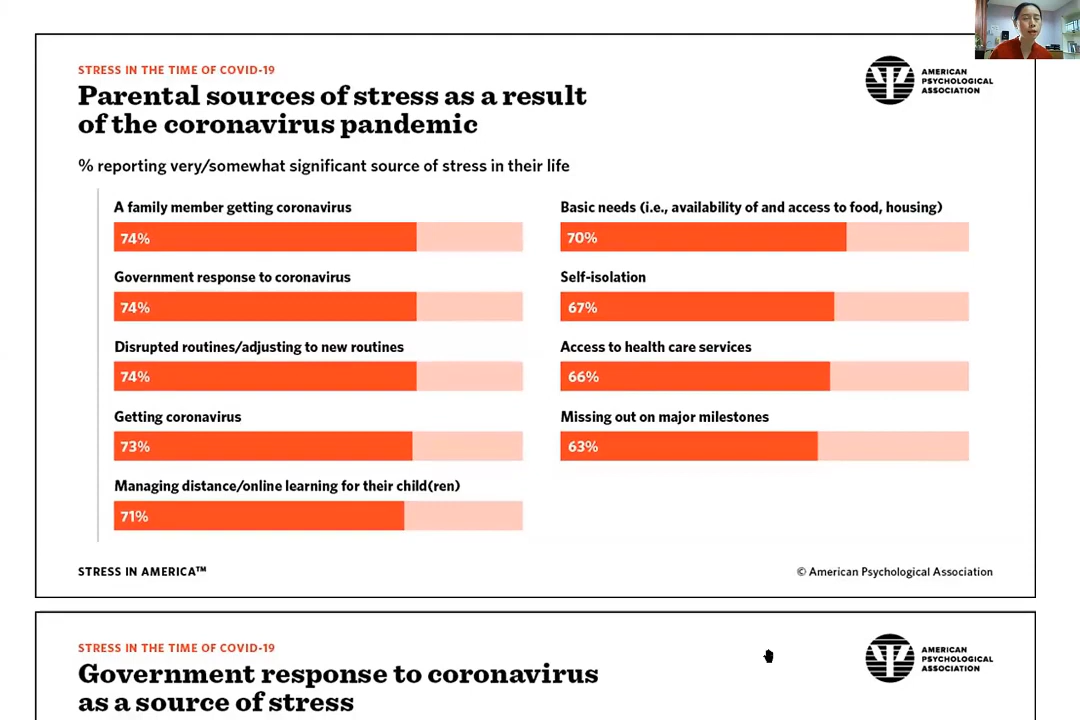 STRESS IN THE TIME OF COVID-19
Parental sources of stress as a result
of the coronavirus pandemic
AMERICAN
PSYCHOLOGICAL
ASSOCIATION
% reporting very/somewhat significant source of stress in their life
A family member getting coronavirus
74%
Government response to coronavirus
74%
Disrupted routines/adjusting to new routines
74%
Getting coronavirus
73%
Managing distance/online learning for their child(ren)
71%
Basic needs (i.e., availability of and access to food, housing)
70%
Self-isolation
67%
Access to health care services
66%
Missing out on major milestones
63%
STRESS IN AMERICA™
© American Psychological Association
STRESS IN THE TIME OF COVID-19
Government response to coronavirus
as a source of stress
AMERICAN
PSYCHOLOGICAL
ASSOCIATION